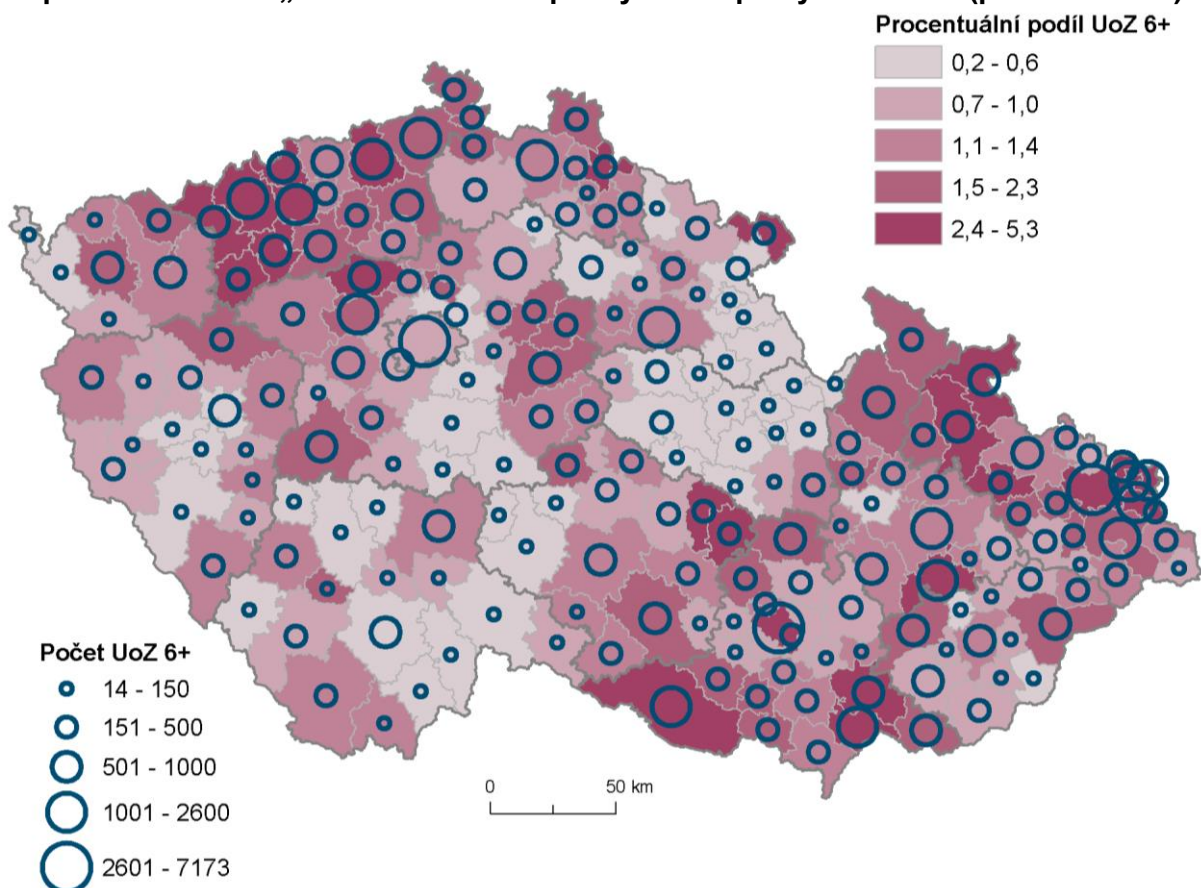 Procentuální podíl UoZ 6+
0,2 - 0,6
0,7 - 1,0
1,1 - 1,4
1,5 - 2,3
2,4 - 5,3
Počet UoZ 6+
14 - 150
151 - 500
501 - 1000
1001 - 2600
2601 - 7173
0 50 km